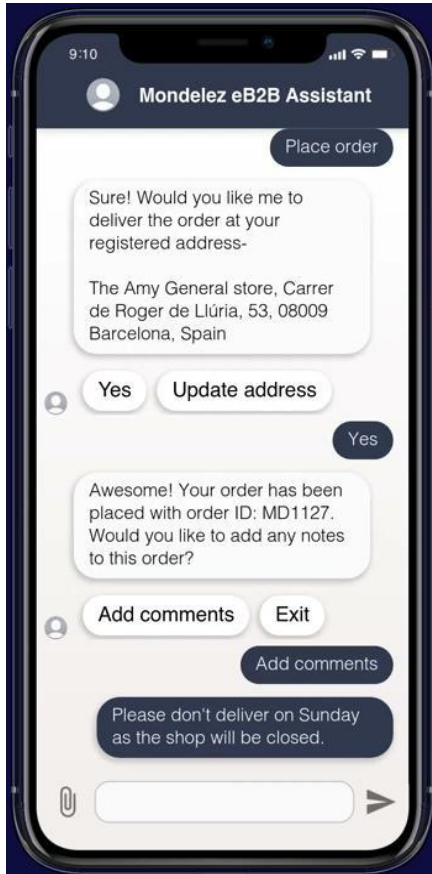 9:10
Mondelez eB2B Assistant
Place order
Sure! Would you like me to
deliver the order at your
registered address-
The Amy General store, Carrer
de Roger de Llúria, 53, 08009
Barcelona, Spain
Yes
Update address
Yes
Awesome! Your order has been
placed with order ID: MD1127.
Would you like to add any notes
to this order?
Add comments
Exit
Add comments
Please don't deliver on Sunday
as the shop will be closed.